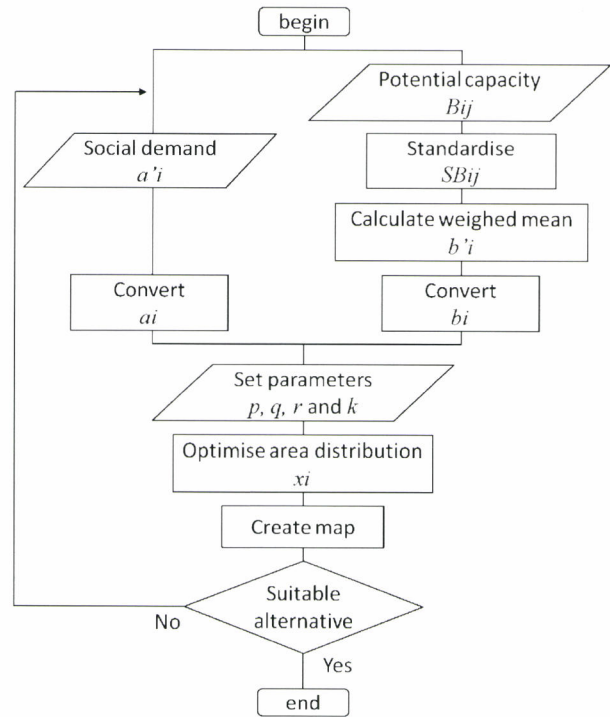 begin
Potential capacity
Bij
Social demand
a'i
Standardise
SBij
Calculate weighed mean
b'i
Convert
ai
Convert
bi
Set parameters
p, q, r and k
Optimise area distribution
xi
Create map
Suitable
alternative
No
Yes
end